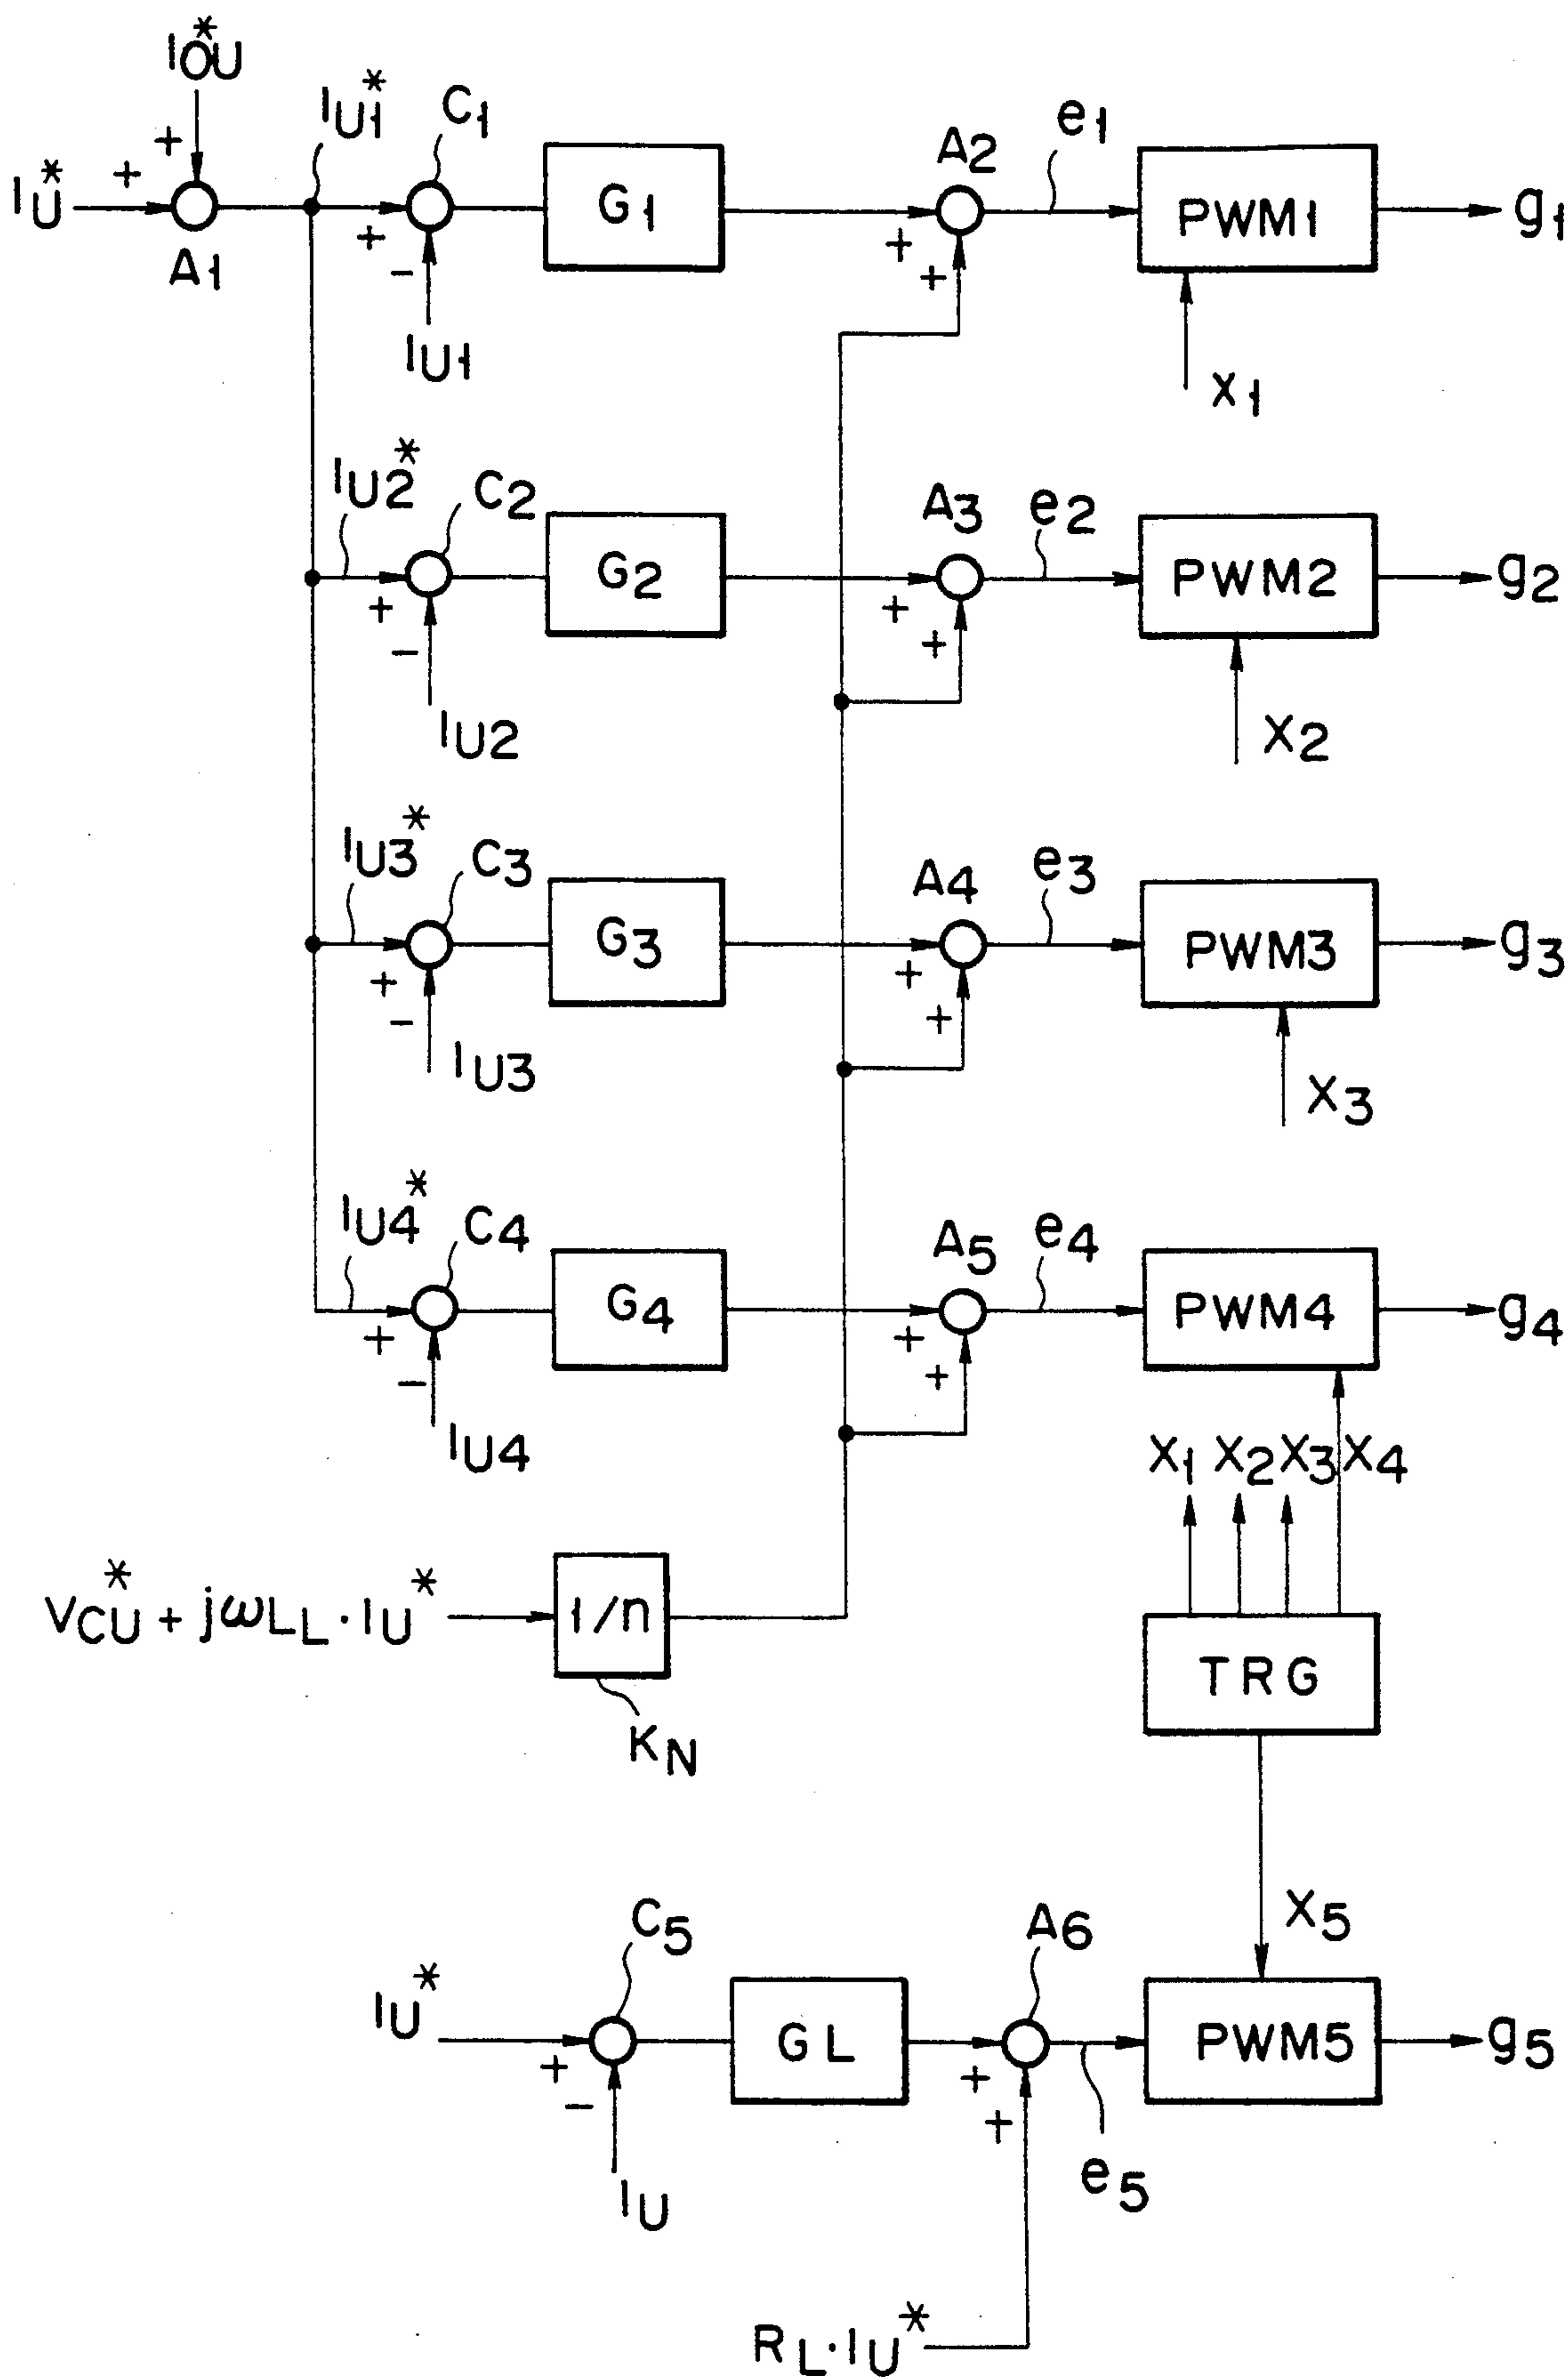 IOU*
IU*
+
+
A1
IU1*
C1
+
-
IU1
G1
A2
+
+
e1
PWM1
g1
X1
IU2*
C2
+
-
IU2
G2
A3
+
+
e2
PWM2
g2
X2
IU3*
C3
+
-
IU3
G3
A4
+
+
e3
PWM3
g3
X3
IU4*
C4
+
-
IU4
G4
A5
+
+
e4
PWM4
g4
X1 X2 X3 X4
VCU* + jωLL·IU*
1/n
KN
TRG
X5
IU*
C5
+
-
IU
GL
A6
+
+
e5
PWM5
g5
RL·IU*